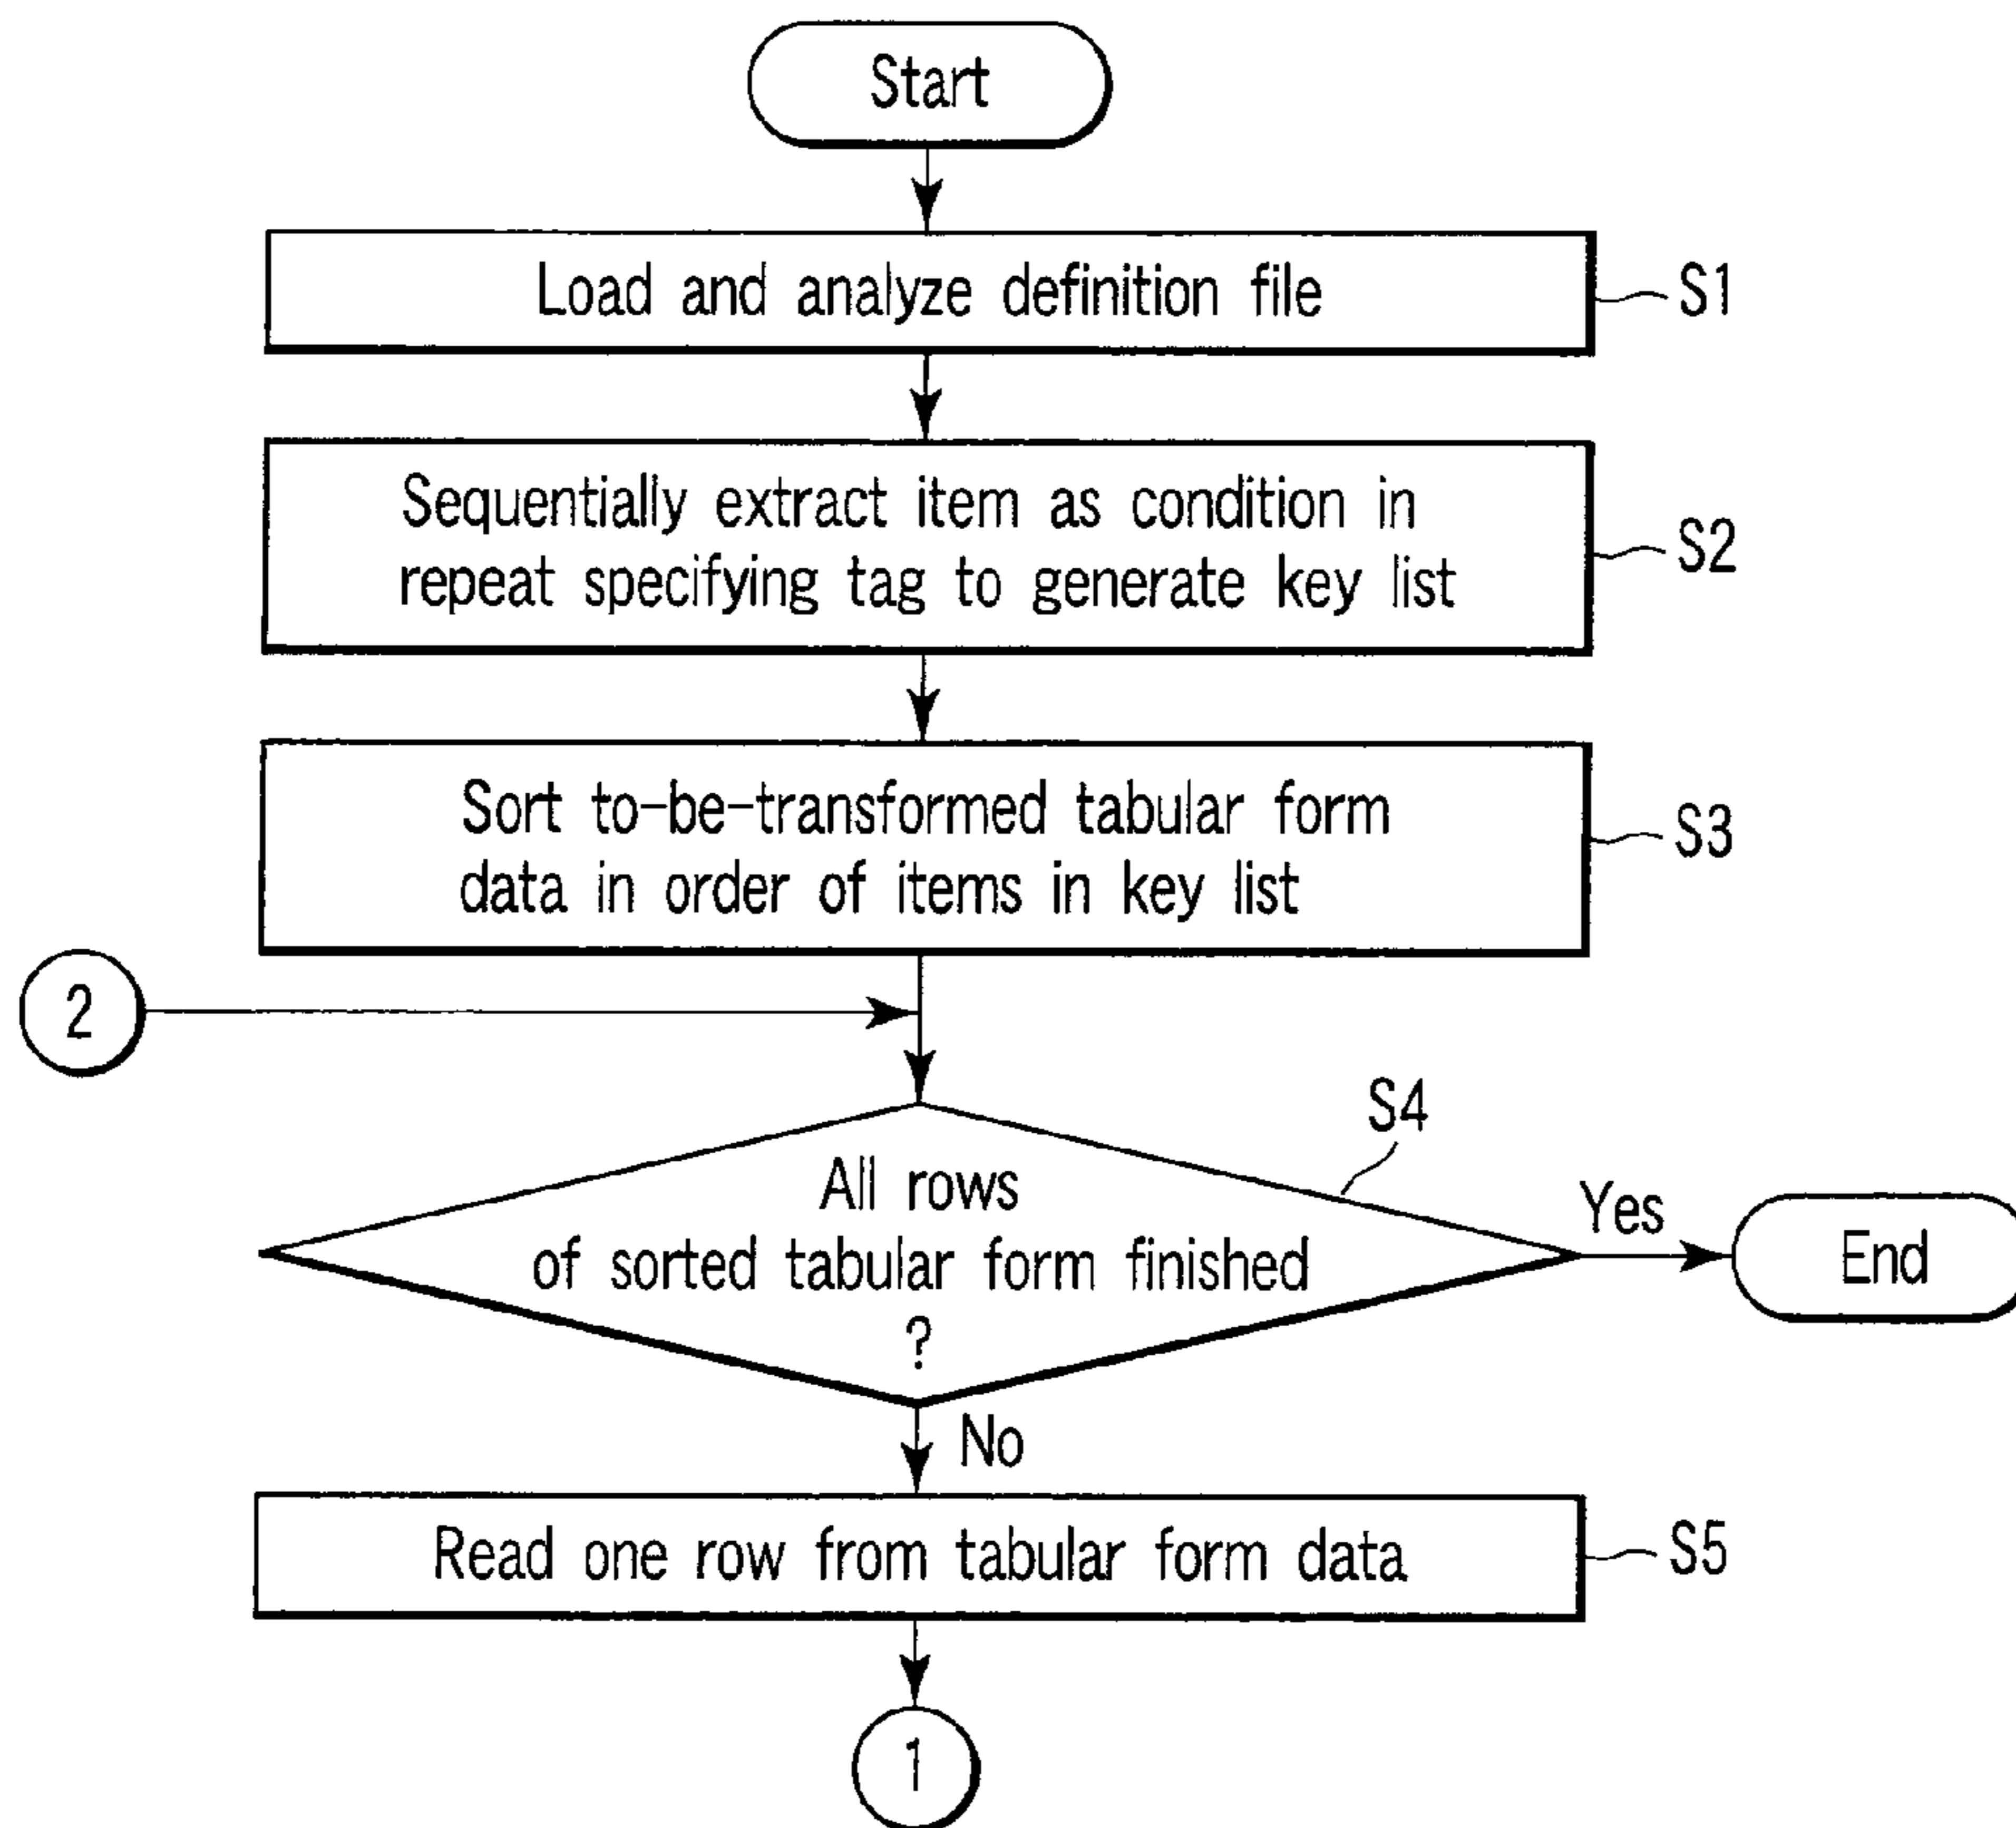 Start
Load and analyze definition file
S1
Sequentially extract item as condition in
repeat specifying tag to generate key list
S2
Sort to-be-transformed tabular form
data in order of items in key list
S3
2
S4
All rows
of sorted tabular form finished
?
Yes
End
No
Read one row from tabular form data
S5
1